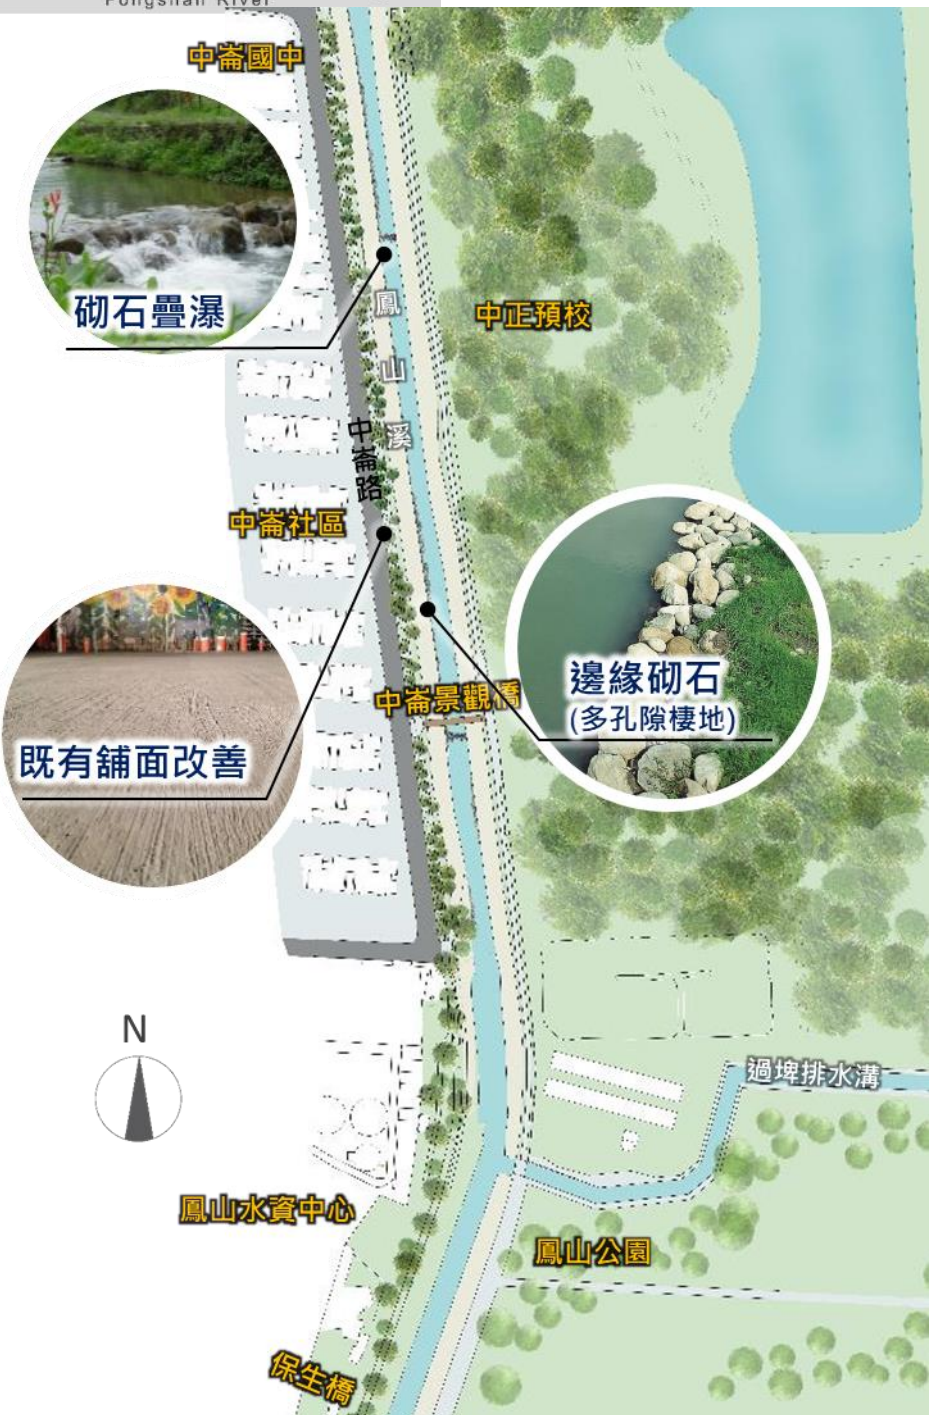 Fongshan River
中崙國中
砌石疊瀑
中正預校
鳳山溪
中崙路
中崙社區
邊緣砌石
(多孔隙棲地)
中崙景觀橋
既有舖面改善
N
過埤排水溝
鳳山水資中心
鳳山公園
保生橋